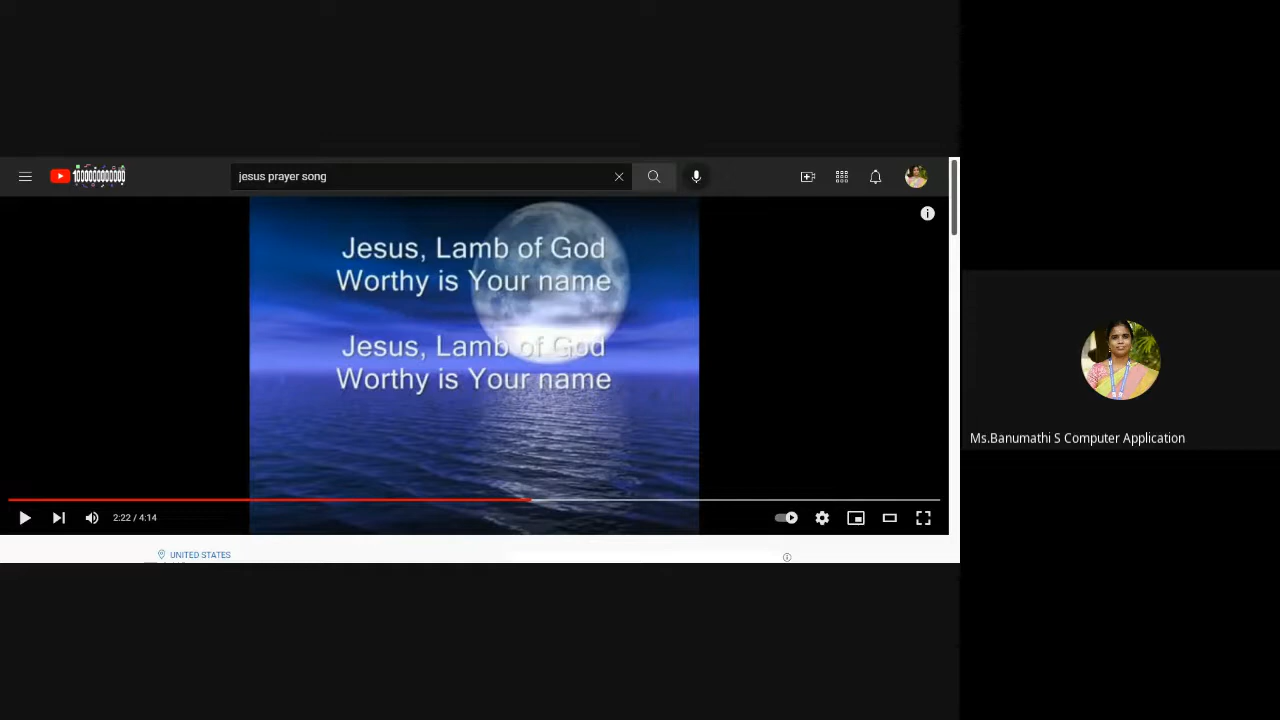 jesus prayer song
Jesus, Lamb of God
Worthy is Your name
Jesus, Lamb of God
Worthy is Your name
2:22 / 4:14
UNITED STATES
Ms.Banumathi S Computer Application